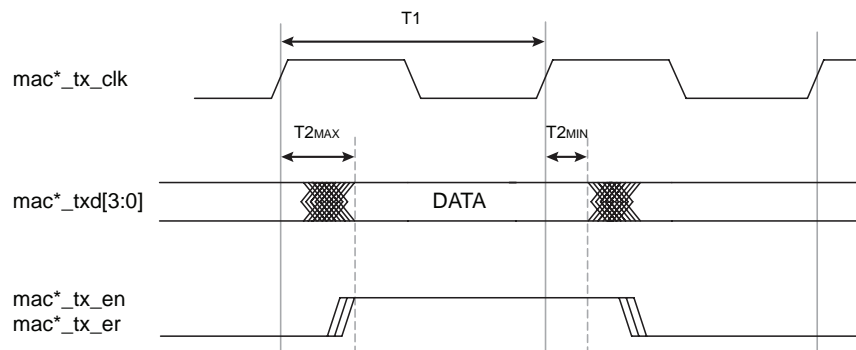 T1
mac*_tx_clk
T2MAX
T2MIN
mac*_txd[3:0]
DATA
mac*_tx_en
mac*_tx_er